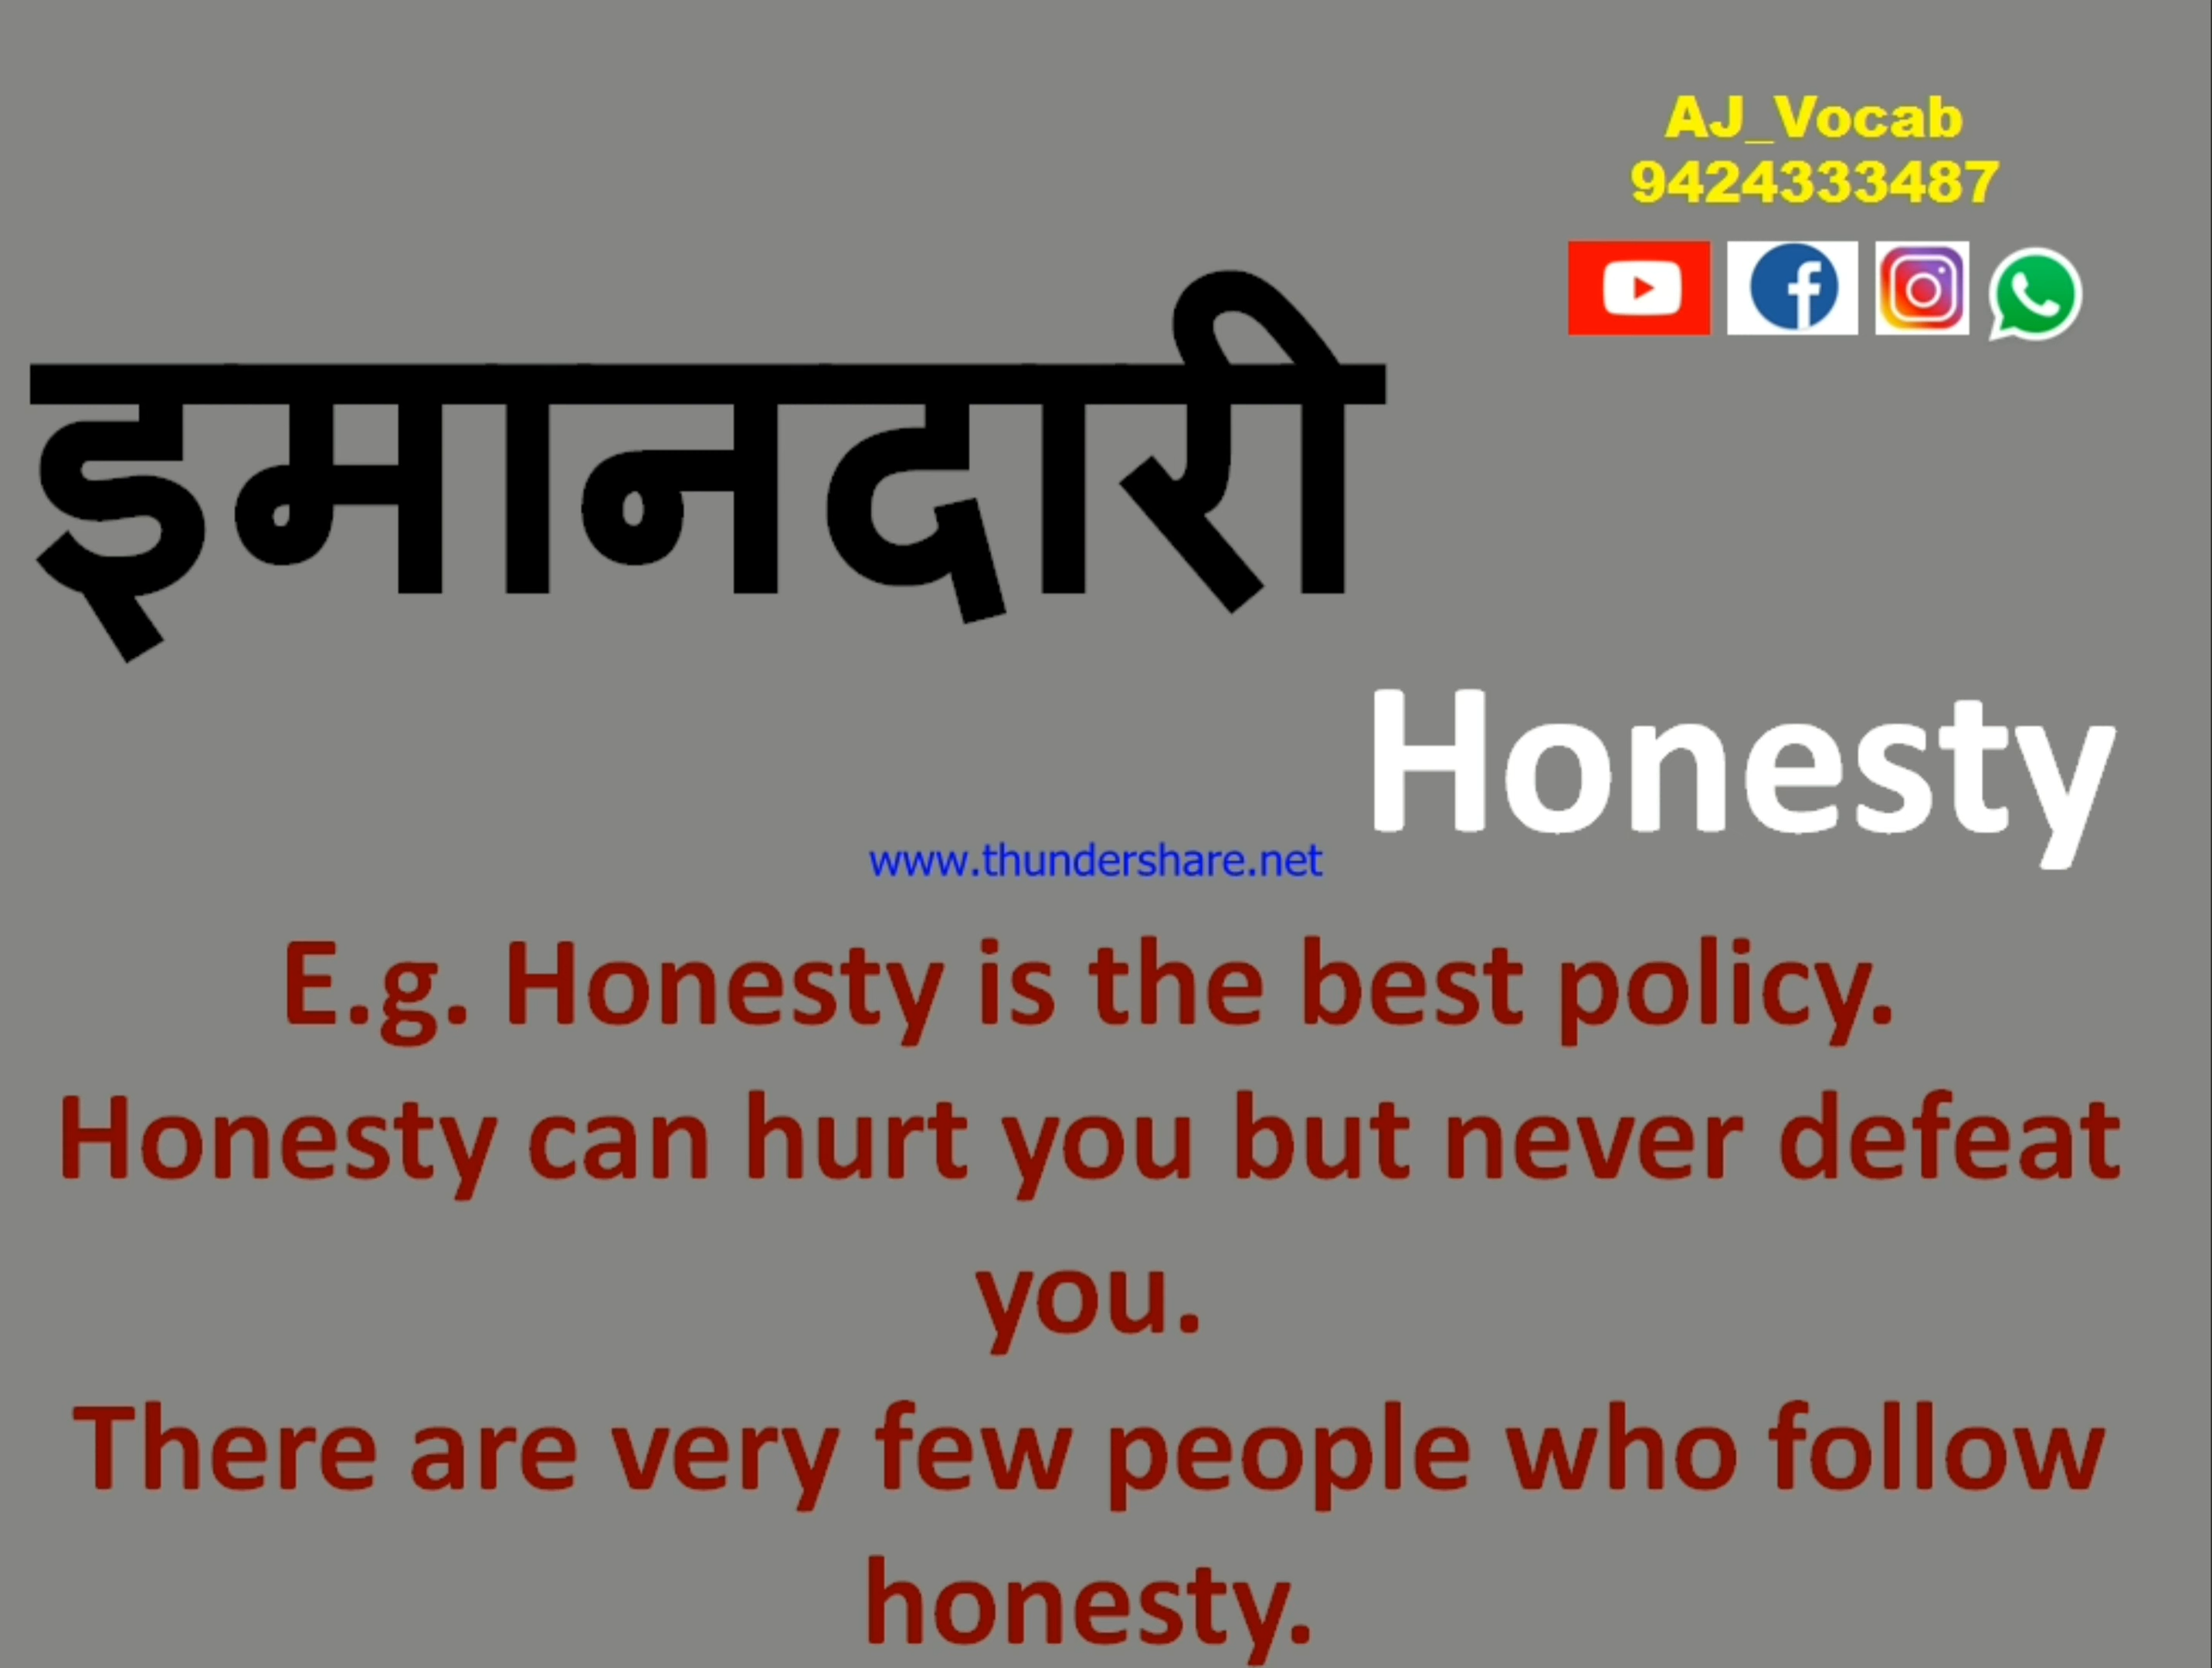 AJ_Vocab
9424333487
इमानदारी
Honesty
www.thundershare.net
E.g. Honesty is the best policy.
Honesty can hurt you but never defeat
you.
There are very few people who follow
honesty.